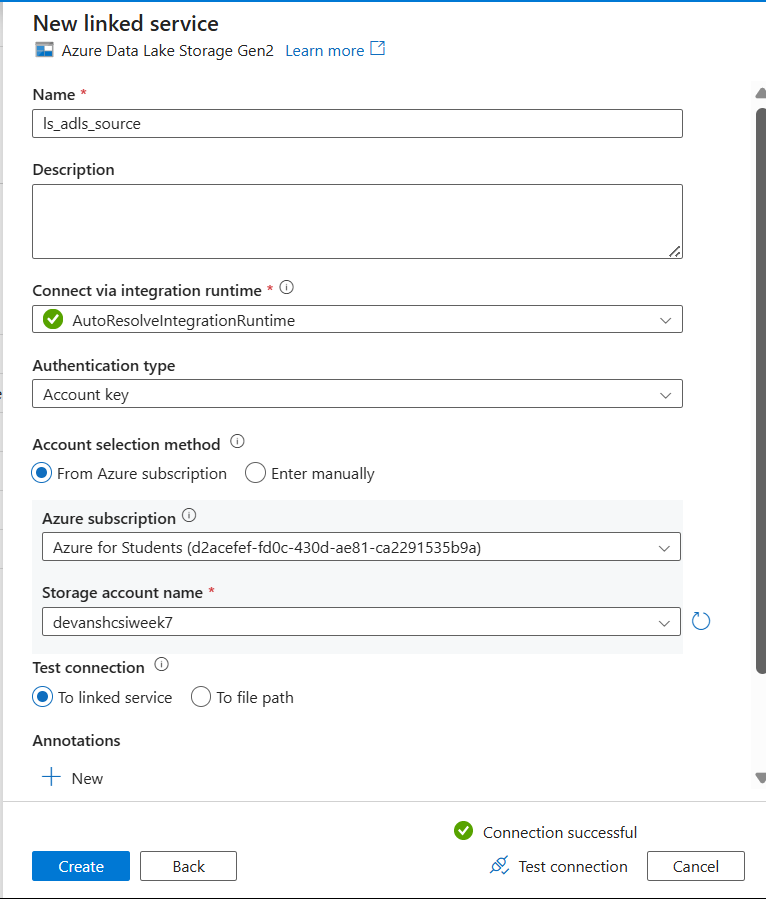 New linked service
Azure Data Lake Storage Gen2 Learn more
Name *
ls_adls_source
Description
Connect via integration runtime *
AutoResolveIntegrationRuntime
Authentication type
Account key
Account selection method
From Azure subscription Enter manually
Azure subscription
Azure for Students (d2acefef-fd0c-430d-ae81-ca2291535b9a)
Storage account name *
devanshcsiweek7
Test connection
To linked service To file path
Annotations
New
Connection successful
Create Back Test connection Cancel